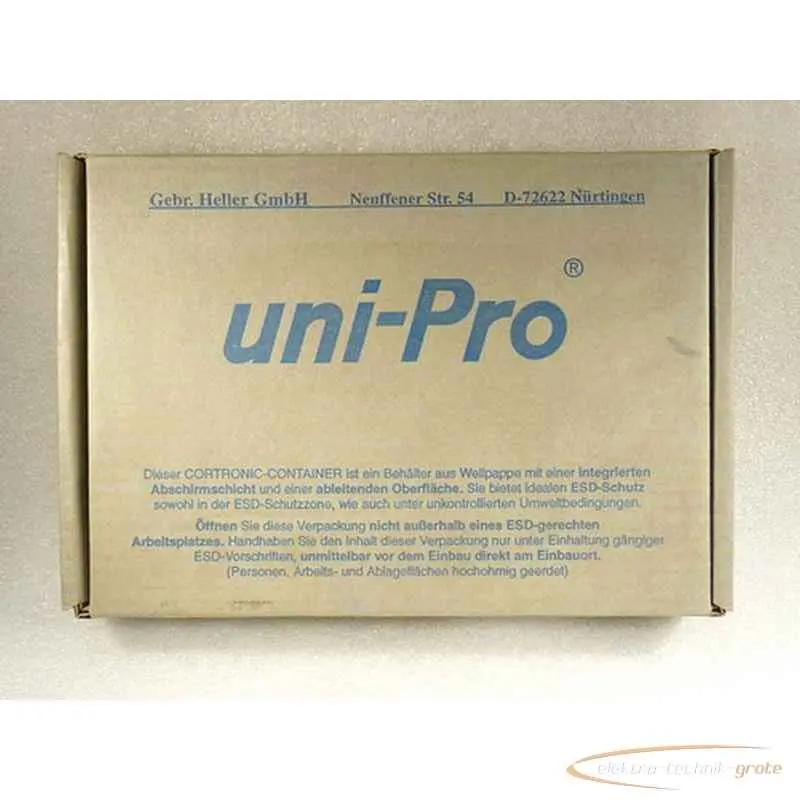 Gebr. Heller GmbH Neuffener Str. 54 D-72622 Nürtingen
uni-Pro®
Dieser CORTRONIC-CONTAINER ist ein Behälter aus Wellpappe mit einer integrierten
Abschirmschicht und einer ableitenden Oberfläche. Sie bietet idealen ESD-Schutz
sowohl in der ESD-Schutzzone, wie auch unter unkontrollierten Umweltbedingungen.
Öffnen Sie diese Verpackung nicht außerhalb eines ESD-gerechten
Arbeitsplatzes. Handhaben Sie den Inhalt dieser Verpackung nur unter Einhaltung gängiger
ESD-Vorschriften, unmittelbar vor dem Einbau direkt am Einbauort.
(Personen, Arbeits- und Ablageflächen hochohmig geerdet)
elektro-technik-grote